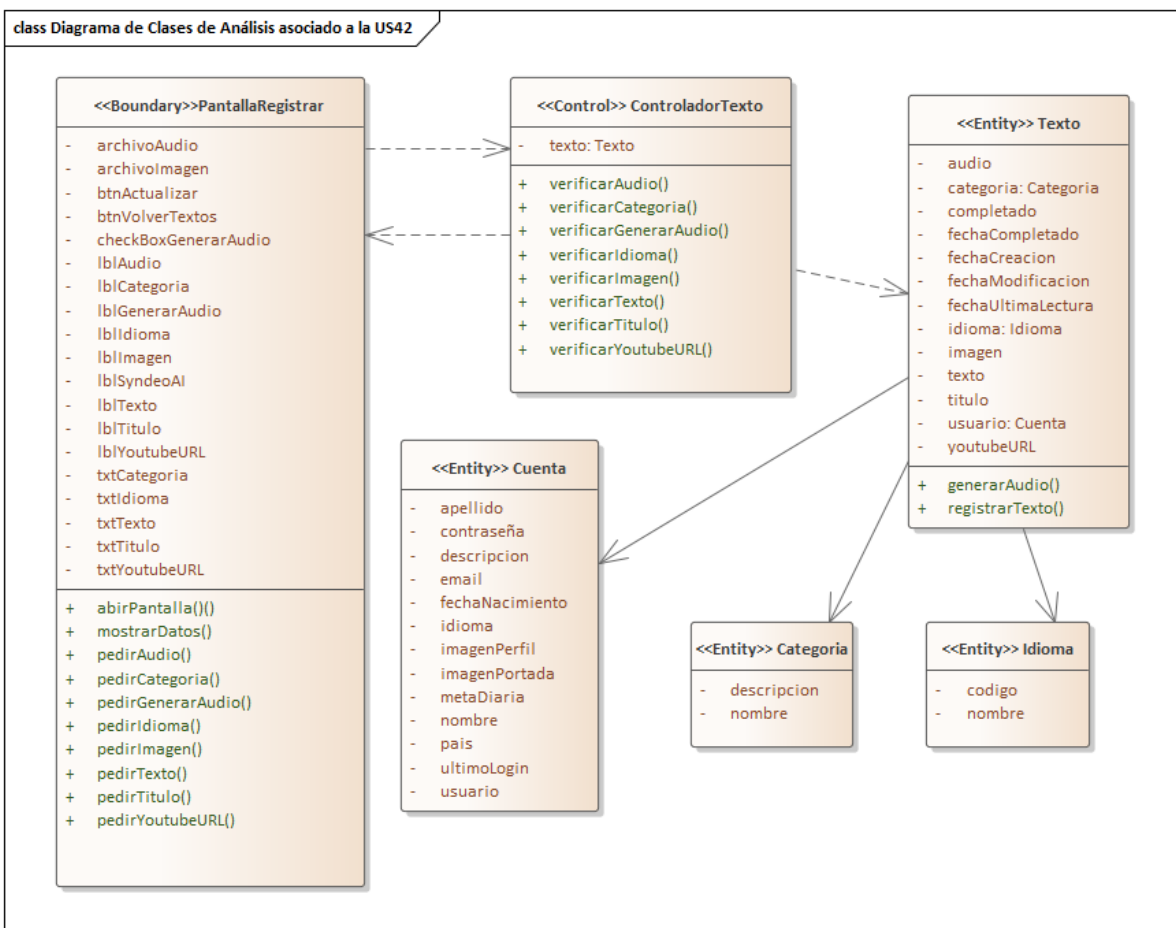 class Diagrama de Clases de Análisis asociado a la US42
<<Boundary>>PantallaRegistrar
- archivoAudio
- archivoImagen
- btnActualizar
- btnVolverTextos
- checkBoxGenerarAudio
- lblAudio
- lblCategoria
- lblGenerarAudio
- lblIdioma
- lblImagen
- lblSyndeoAI
- lblTexto
- lblTitulo
- lblYoutubeURL
- txtCategoria
- txtIdioma
- txtTexto
- txtTitulo
- txtYoutubeURL
+ abirPantalla()()
+ mostrarDatos()
+ pedirAudio()
+ pedirCategoria()
+ pedirGenerarAudio()
+ pedirIdioma()
+ pedirImagen()
+ pedirTexto()
+ pedirTitulo()
+ pedirYoutubeURL()
<<Control>> ControladorTexto
- texto: Texto
+ verificarAudio()
+ verificarCategoria()
+ verificarGenerarAudio()
+ verificarIdioma()
+ verificarImagen()
+ verificarTexto()
+ verificarTitulo()
+ verificarYoutubeURL()
<<Entity>> Texto
- audio
- categoria: Categoria
- completado
- fechaCompletado
- fechaCreacion
- fechaModificacion
- fechaUltimaLectura
- idioma: Idioma
- imagen
- texto
- titulo
- usuario: Cuenta
- youtubeURL
+ generarAudio()
+ registrarTexto()
<<Entity>> Cuenta
- apellido
- contraseña
- descripcion
- email
- fechaNacimiento
- idioma
- imagenPerfil
- imagenPortada
- metaDiaria
- nombre
- pais
- ultimoLogin
- usuario
<<Entity>> Categoria
- descripcion
- nombre
<<Entity>> Idioma
- codigo
- nombre